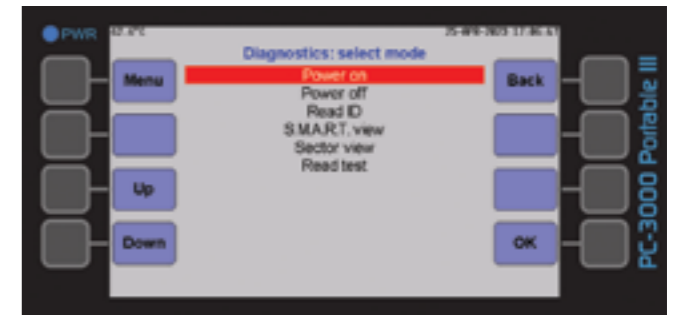 PWR
Diagnostics: select mode
Menu
Power on
Back
Power off
Read ID
S.M.A.R.T. view
Sector view
Read test
Up
Down
OK
PC-3000 Portable III